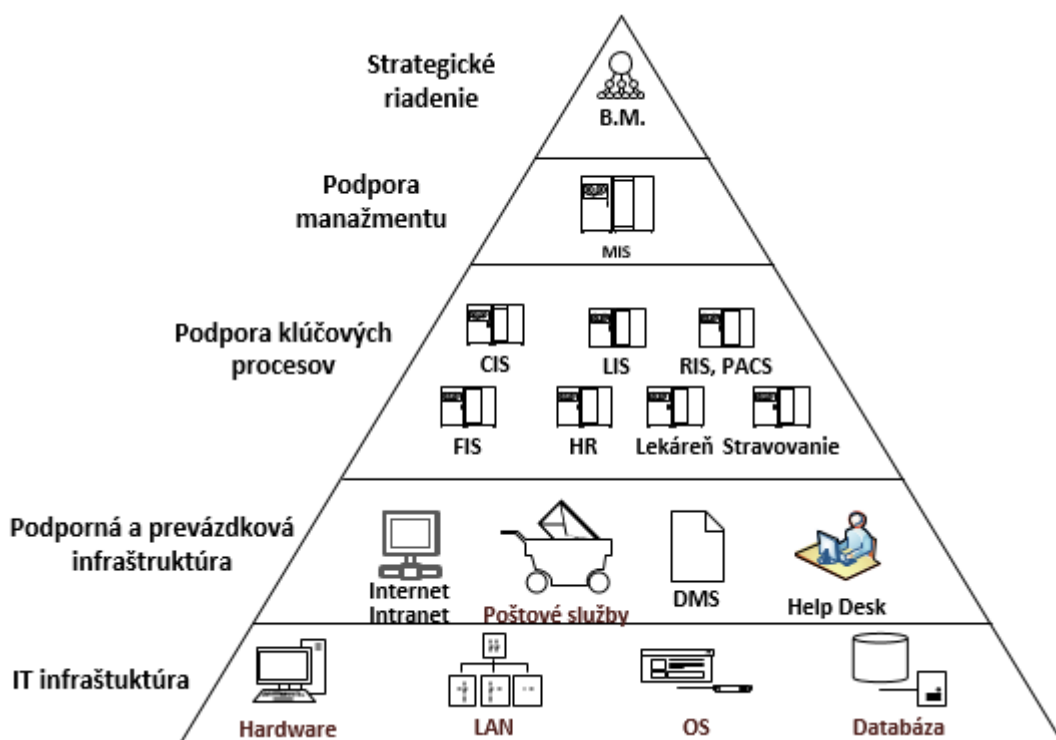 Strategické
riadenie
B.M.
Podpora
manažmentu
MIS
Podpora klúčových
procesov
CIS LIS RIS, PACS
FIS HR Lekáreň Stravovanie
Podporná a prevázdková
infraštruktúra
Internet
Intranet Poštové služby DMS Help Desk
IT infraštuktúra
Hardware LAN OS Databáza